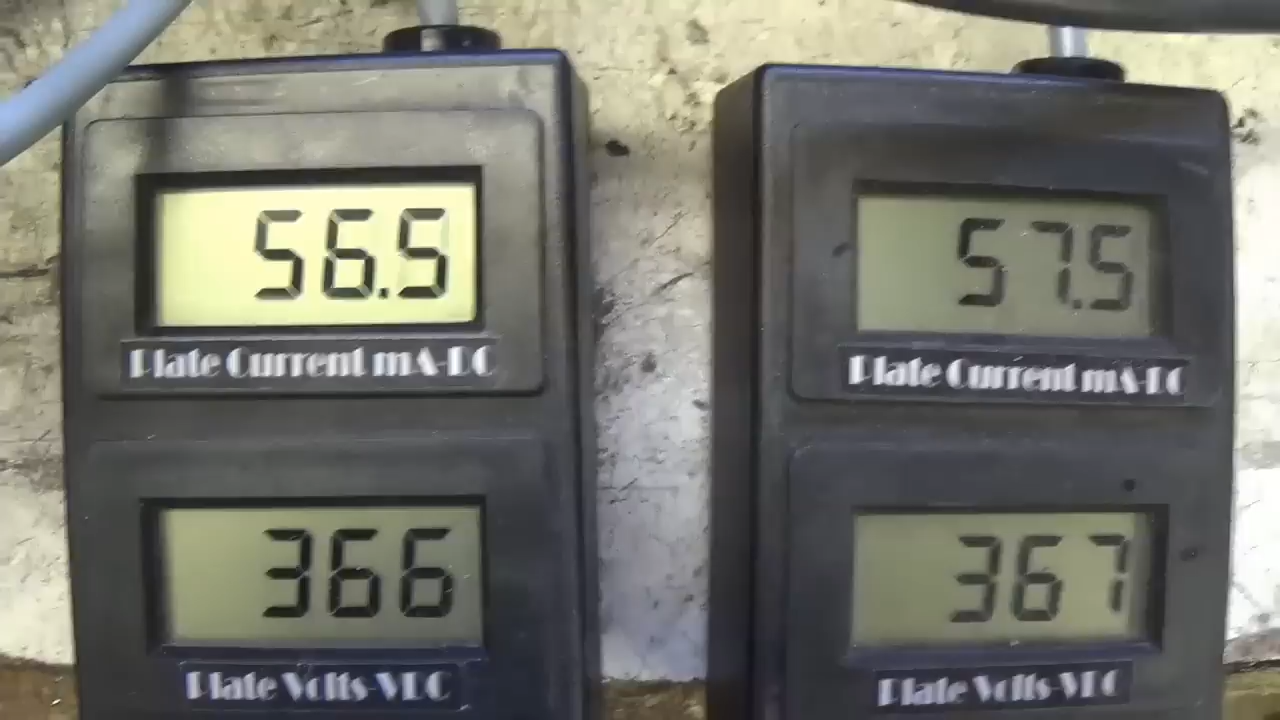 56.5
Plate Current mA-DC
366
Plate Volts-VDC
57.5
Plate Current mA-DC
367
Plate Volts-VDC